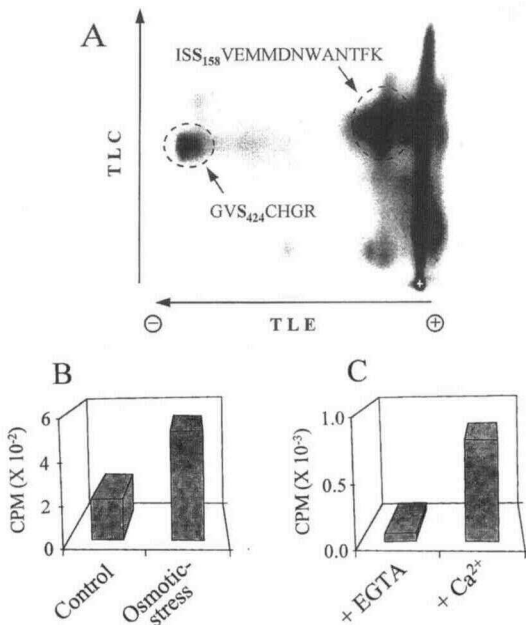 A
TLC
ISSS₁₅₈VEMMDNWANTFK
GVS₄₂₄CHGR
+
⊖ TLE ⊕
B
CPM (X 10⁻²)
6
4
2
0
Control
Osmotic-
stress
C
CPM (X 10⁻³)
1.0
0.5
0.0
+ EGTA
+ Ca²⁺